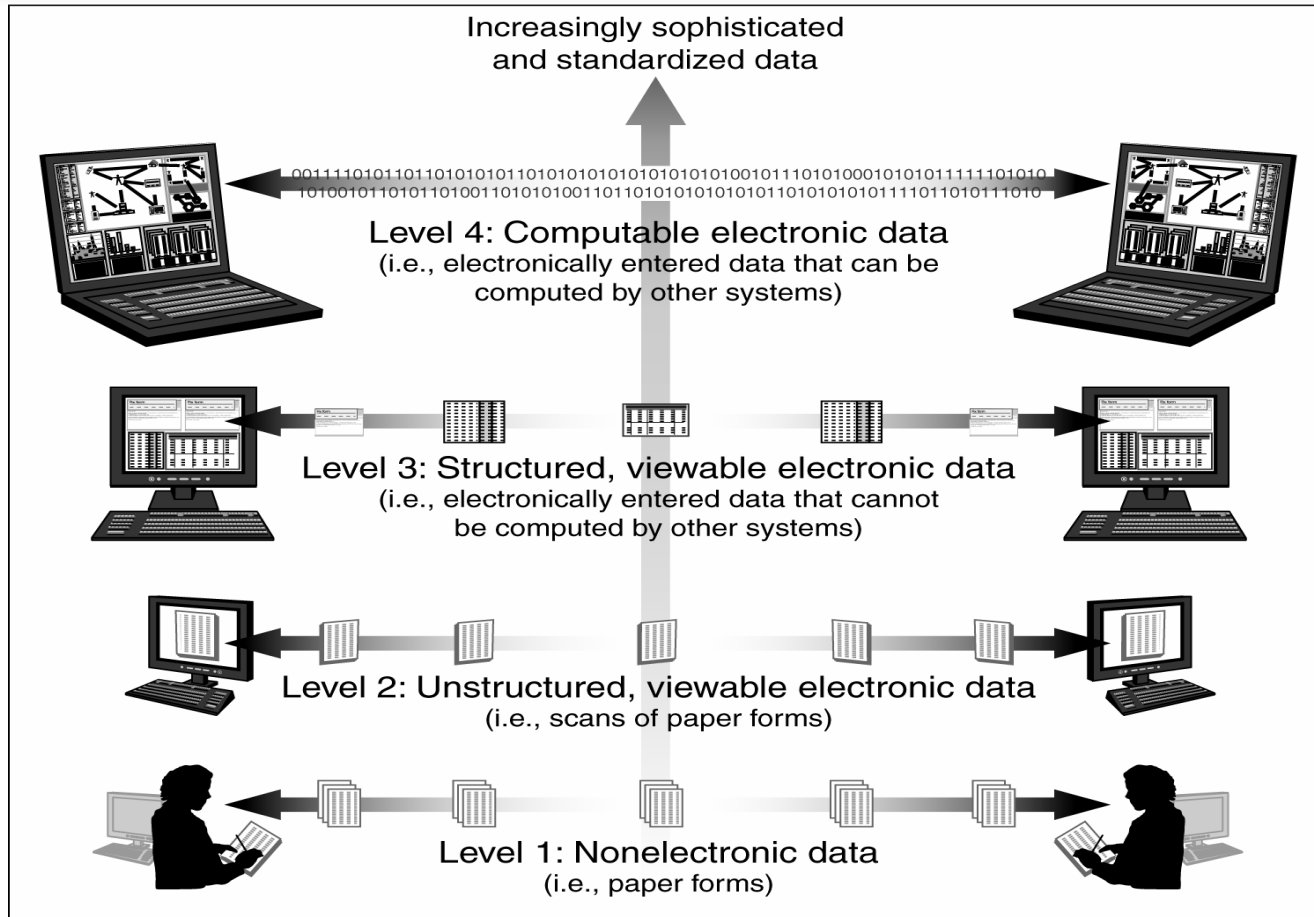 Increasingly sophisticated
and standardized data
Level 4: Computable electronic data
(i.e., electronically entered data that can be
computed by other systems)
Level 3: Structured, viewable electronic data
(i.e., electronically entered data that cannot
be computed by other systems)
Level 2: Unstructured, viewable electronic data
(i.e., scans of paper forms)
Level 1: Nonelectronic data
(i.e., paper forms)